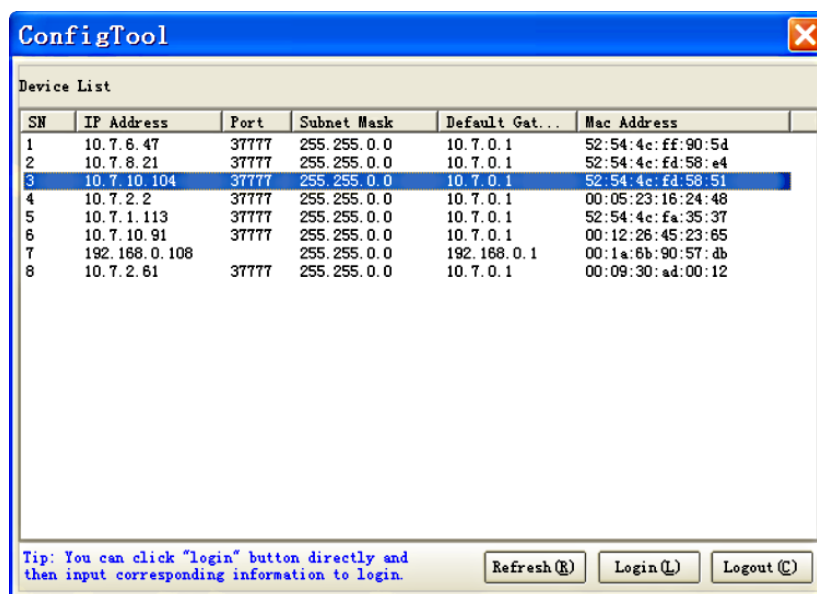 ConfigTool
Device List
SN IP Address Port Subnet Mask Default Gat... Mac Address
1 10.7.6.47 37777 255.255.0.0 10.7.0.1 52:54:4c:ff:90:5d
2 10.7.8.21 37777 255.255.0.0 10.7.0.1 52:54:4c:fd:58:e4
3 10.7.10.104 37777 255.255.0.0 10.7.0.1 52:54:4c:fd:58:51
4 10.7.2.2 37777 255.255.0.0 10.7.0.1 00:05:23:16:24:48
5 10.7.1.113 37777 255.255.0.0 10.7.0.1 52:54:4c:fa:35:37
6 10.7.10.91 37777 255.255.0.0 10.7.0.1 00:12:26:45:23:65
7 192.168.0.108 255.255.0.0 192.168.0.1 00:1a:6b:90:57:db
8 10.7.2.61 37777 255.255.0.0 10.7.0.1 00:09:30:ad:00:12
Tip: You can click "login" button directly and
then input corresponding information to login.
Refresh(R) Login(L) Logout(C)